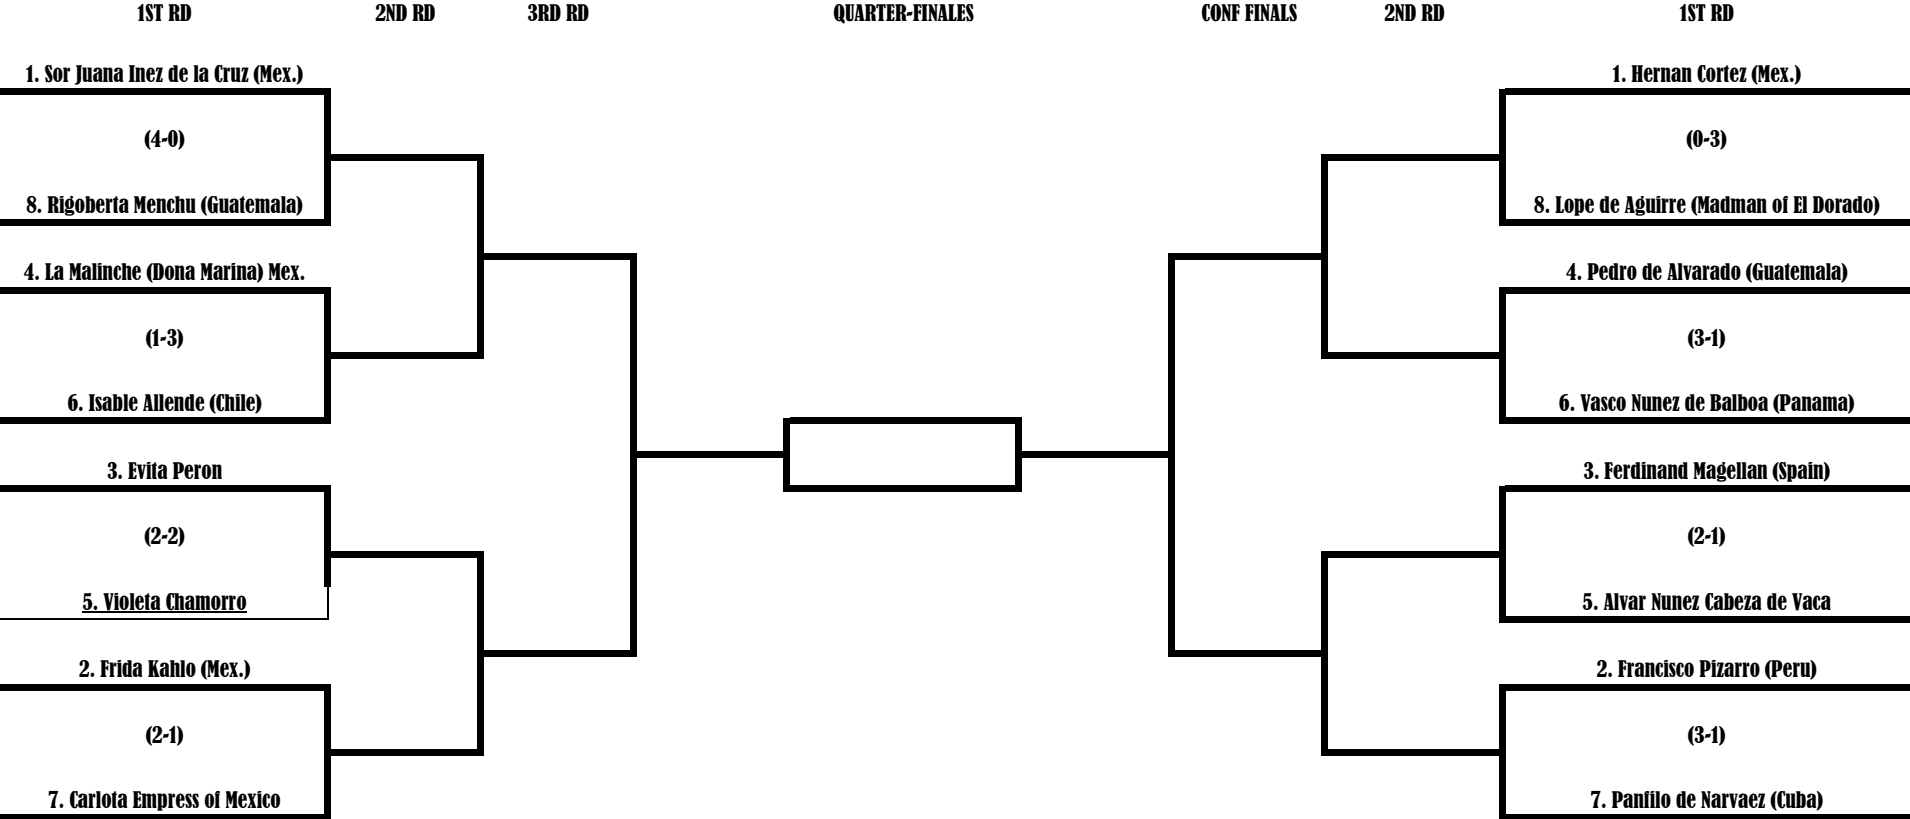 1ST RD
2ND RD
3RD RD
QUARTER-FINALES
CONF FINALS
2ND RD
1ST RD
1. Sor Juana Inez de la Cruz (Mex.)
(4-0)
8. Rigoberta Menchu (Guatemala)
4. La Malinche (Dona Marina) Mex.
(1-3)
6. Isable Allende (Chile)
3. Evita Peron
(2-2)
5. Violeta Chamorro
2. Frida Kahlo (Mex.)
(2-1)
7. Carlota Empress of Mexico
1. Hernan Cortez (Mex.)
(0-3)
8. Lope de Aguirre (Madman of El Dorado)
4. Pedro de Alvarado (Guatemala)
(3-1)
6. Vasco Nunez de Balboa (Panama)
3. Ferdinand Magellan (Spain)
(2-1)
5. Alvar Nunez Cabeza de Vaca
2. Francisco Pizarro (Peru)
(3-1)
7. Panfilo de Narvaez (Cuba)